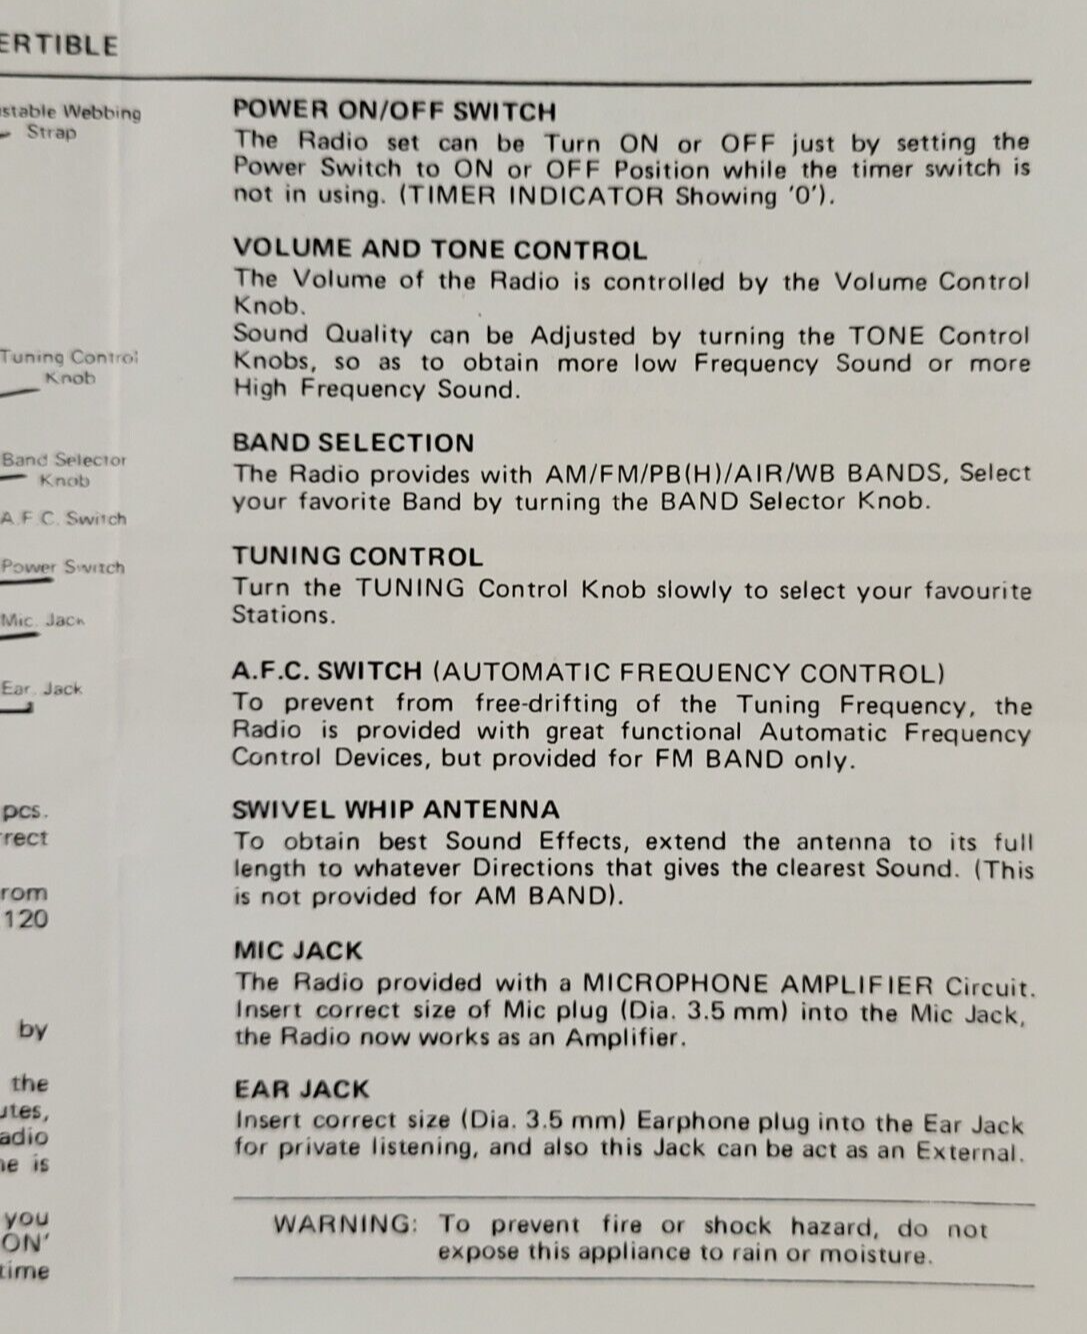 ERTIBLE
stable Webbing
Strap
Tuning Control
Knob
Band Selector
Knob
A.F.C. Switch
Power Switch
Mic. Jack
Ear. Jack
pcs.
rect
rom
120
by
the
utes,
adio
ne is
you
ON'
time
POWER ON/OFF SWITCH
The Radio set can be Turn ON or OFF just by setting the
Power Switch to ON or OFF Position while the timer switch is
not in using. (TIMER INDICATOR Showing '0').
VOLUME AND TONE CONTROL
The Volume of the Radio is controlled by the Volume Control
Knob.
Sound Quality can be Adjusted by turning the TONE Control
Knobs, so as to obtain more low Frequency Sound or more
High Frequency Sound.
BAND SELECTION
The Radio provides with AM/FM/PB(H)/AIR/WB BANDS, Select
your favorite Band by turning the BAND Selector Knob.
TUNING CONTROL
Turn the TUNING Control Knob slowly to select your favourite
Stations.
A.F.C. SWITCH (AUTOMATIC FREQUENCY CONTROL)
To prevent from free-drifting of the Tuning Frequency, the
Radio is provided with great functional Automatic Frequency
Control Devices, but provided for FM BAND only.
SWIVEL WHIP ANTENNA
To obtain best Sound Effects, extend the antenna to its full
length to whatever Directions that gives the clearest Sound. (This
is not provided for AM BAND).
MIC JACK
The Radio provided with a MICROPHONE AMPLIFIER Circuit.
Insert correct size of Mic plug (Dia. 3.5 mm) into the Mic Jack,
the Radio now works as an Amplifier.
EAR JACK
Insert correct size (Dia. 3.5 mm) Earphone plug into the Ear Jack
for private listening, and also this Jack can be act as an External.
WARNING: To prevent fire or shock hazard, do not
expose this appliance to rain or moisture.